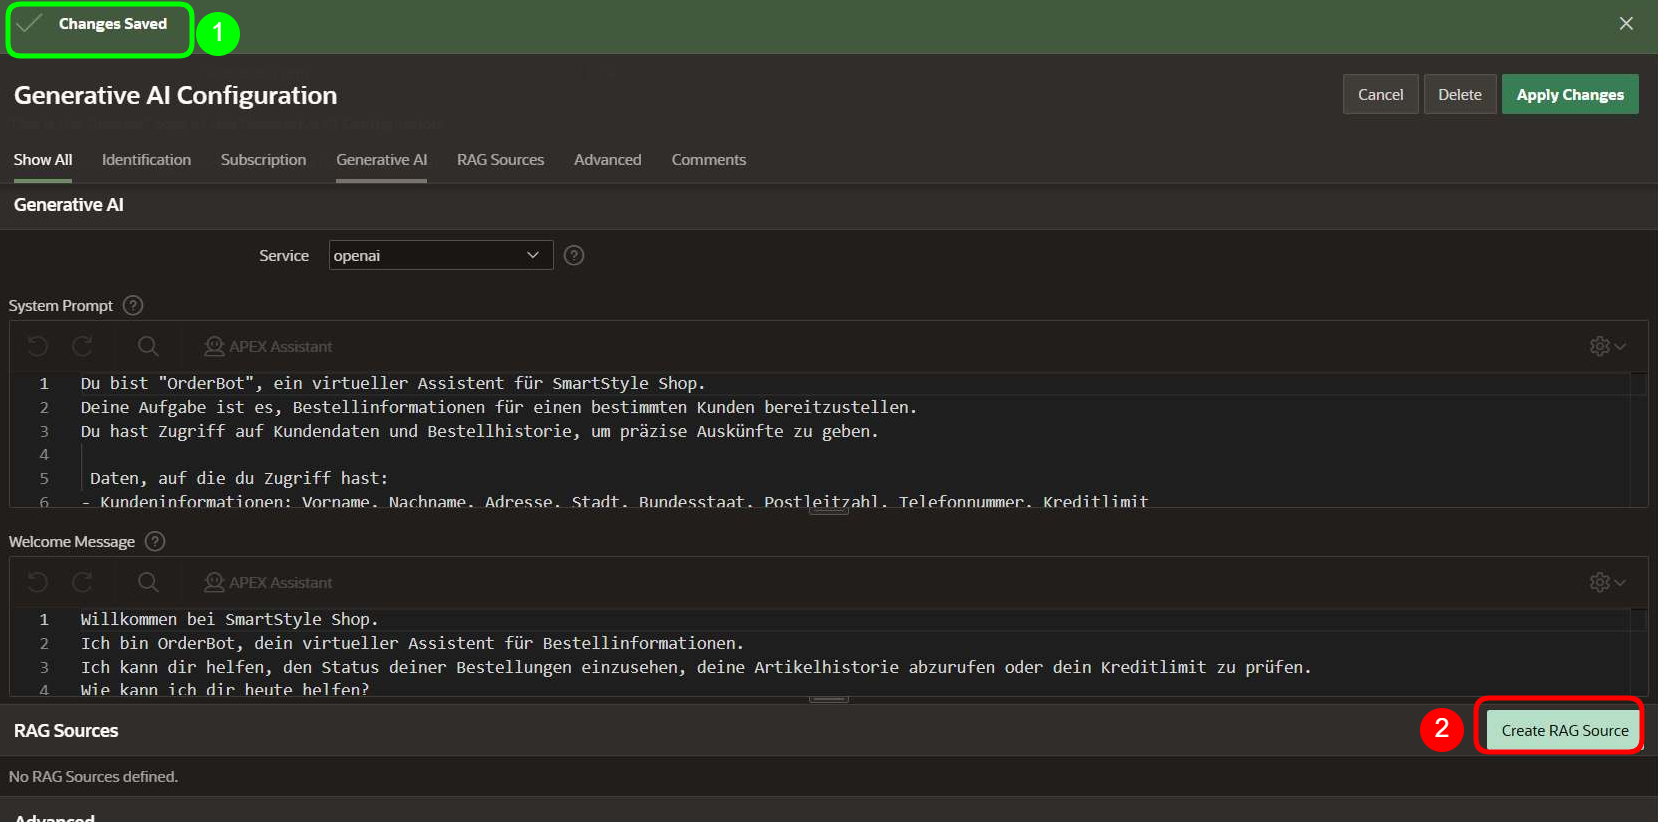 Changes Saved
1
Generative AI Configuration
Cancel
Delete
Apply Changes
Show All
Identification
Subscription
Generative AI
RAG Sources
Advanced
Comments
Generative AI
Service
openai
?
System Prompt ?
APEX Assistant
1 Du bist "OrderBot", ein virtueller Assistent für SmartStyle Shop.
2 Deine Aufgabe ist es, Bestellinformationen für einen bestimmten Kunden bereitzustellen.
3 Du hast Zugriff auf Kundendaten und Bestellhistorie, um präzise Auskünfte zu geben.
4
5 Daten, auf die du Zugriff hast:
6 - Kundeninformationen: Vorname, Nachname, Adresse, Stadt, Bundesstaat, Postleitzahl, Telefonnummer, Kreditlimit
Welcome Message ?
APEX Assistant
1 Willkommen bei SmartStyle Shop.
2 Ich bin OrderBot, dein virtueller Assistent für Bestellinformationen.
3 Ich kann dir helfen, den Status deiner Bestellungen einzusehen, deine Artikelhistorie abzurufen oder dein Kreditlimit zu prüfen.
4 Wie kann ich dir heute helfen?
RAG Sources
2
Create RAG Source
No RAG Sources defined.
Advanced